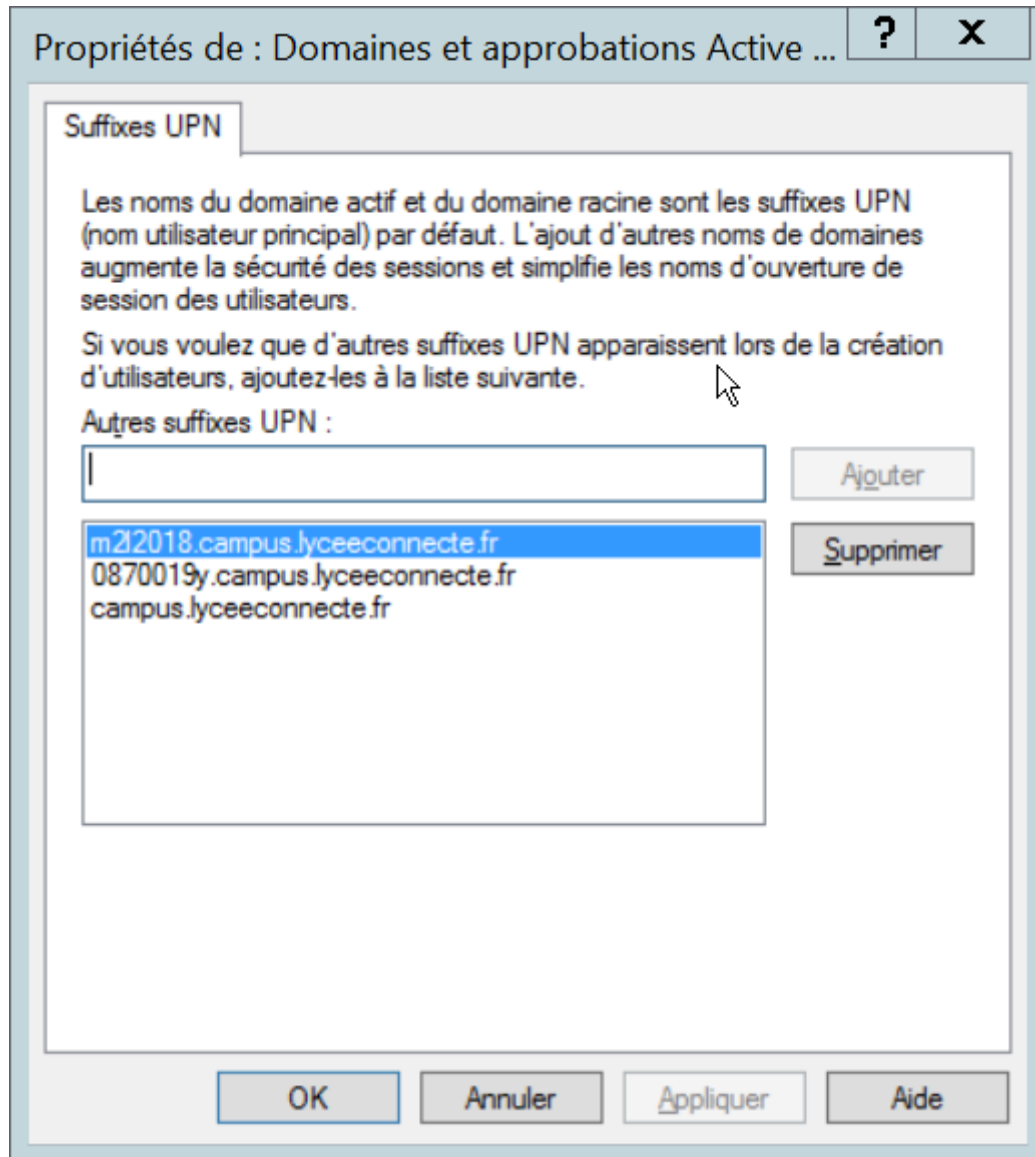 Propriétés de : Domaines et approbations Active ...
?
X
Suffixes UPN
Les noms du domaine actif et du domaine racine sont les suffixes UPN
(nom utilisateur principal) par défaut. L'ajout d'autres noms de domaines
augmente la sécurité des sessions et simplifie les noms d'ouverture de
session des utilisateurs.
Si vous voulez que d'autres suffixes UPN apparaissent lors de la création
d'utilisateurs, ajoutez-les à la liste suivante.
Autres suffixes UPN :
Ajouter
m2l2018.campus.lyceeconnecte.fr
Supprimer
0870019y.campus.lyceeconnecte.fr
campus.lyceeconnecte.fr
OK
Annuler
Appliquer
Aide